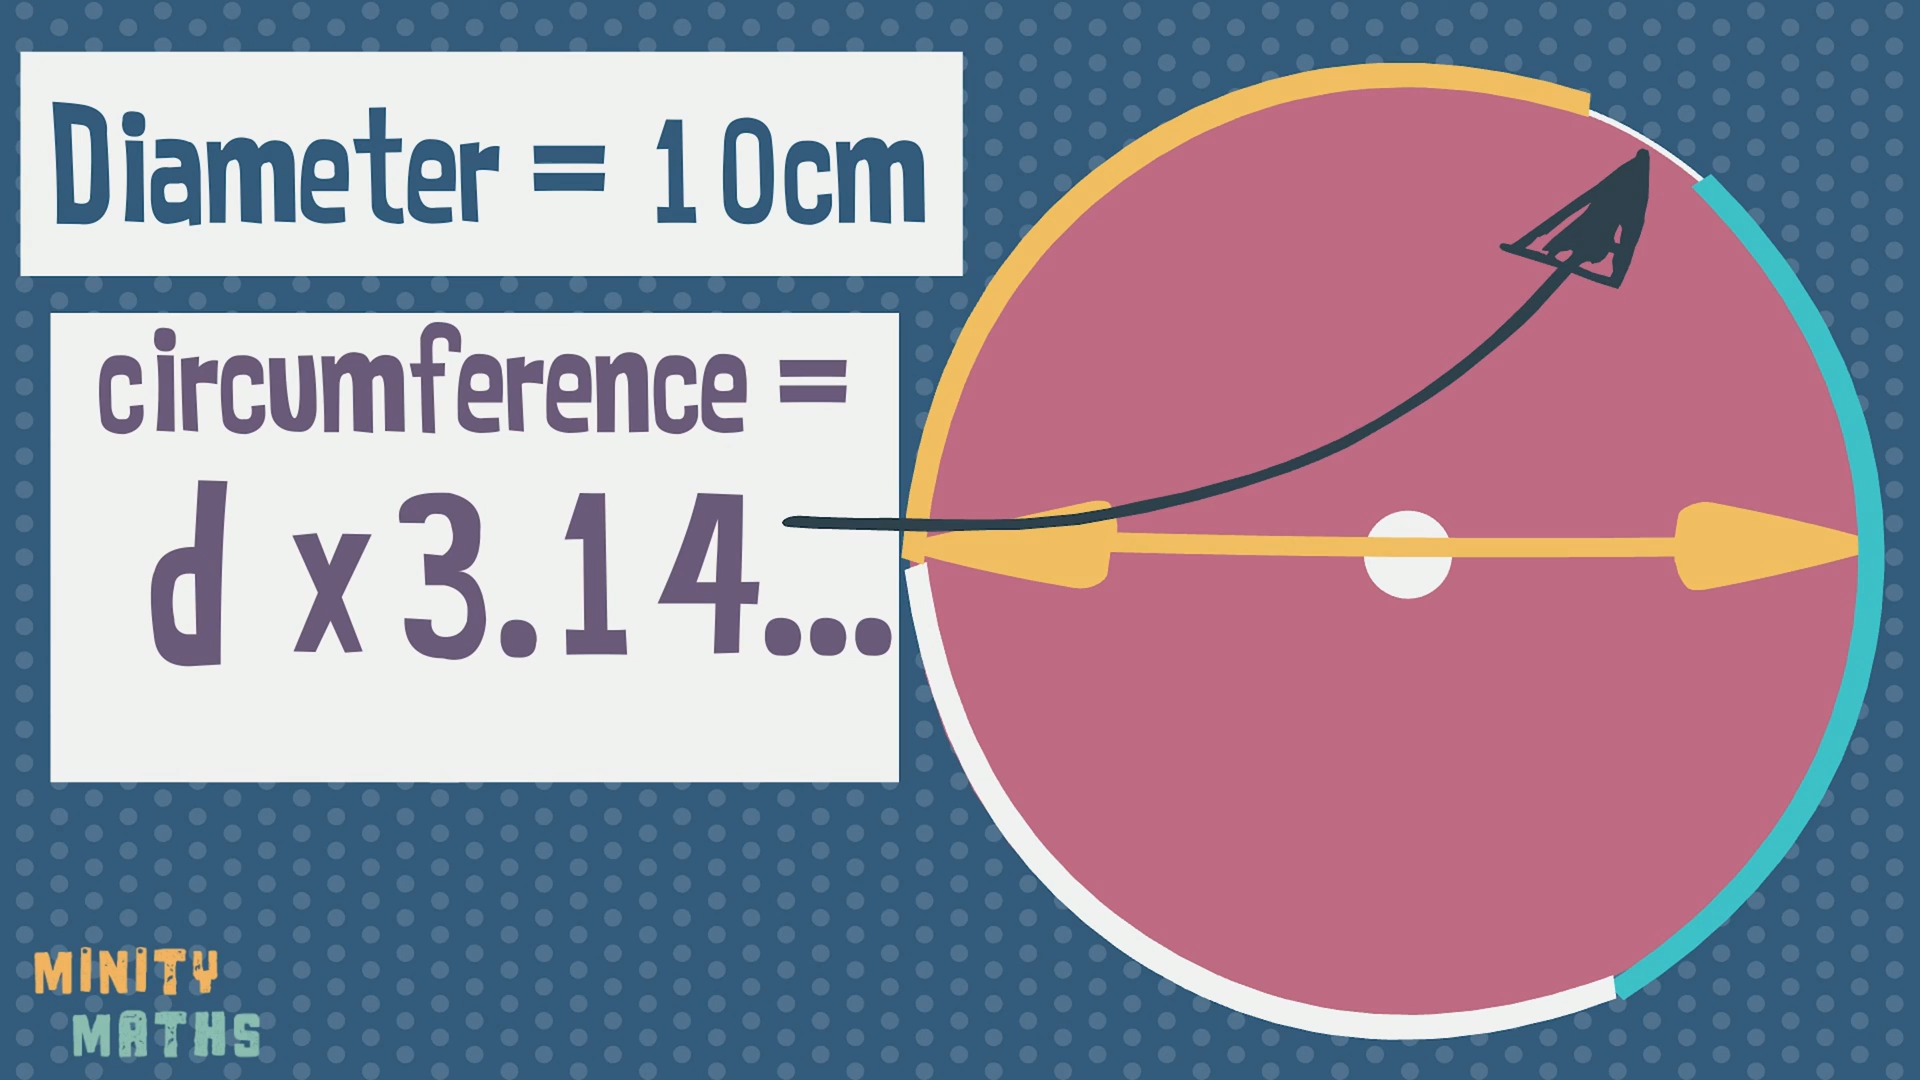 Diameter = 10cm
circumference =
d x 3.14...
MINITY
MATHS